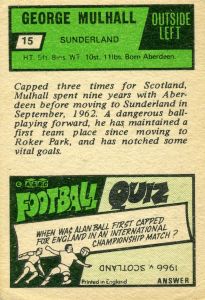 GEORGE MULHALL
OUTSIDE
LEFT
15
SUNDERLAND
HT. 5ft. 8ins. WT. 10st. 11lbs. Born Aberdeen.
Capped three times for Scotland,
Mulhall spent nine years with Aber-
deen before moving to Sunderland in
September, 1962. A dangerous ball-
playing forward, he has maintained a
first team place since moving to
Roker Park, and has notched some
vital goals.
© A.&B.C.
FOOTBALL QUIZ
WHEN WAS ALAN BALL FIRST CAPPED
FOR ENGLAND IN AN INTERNATIONAL
CHAMPIONSHIP MATCH ?
1966 v. SCOTLAND
Printed in England
ANSWER